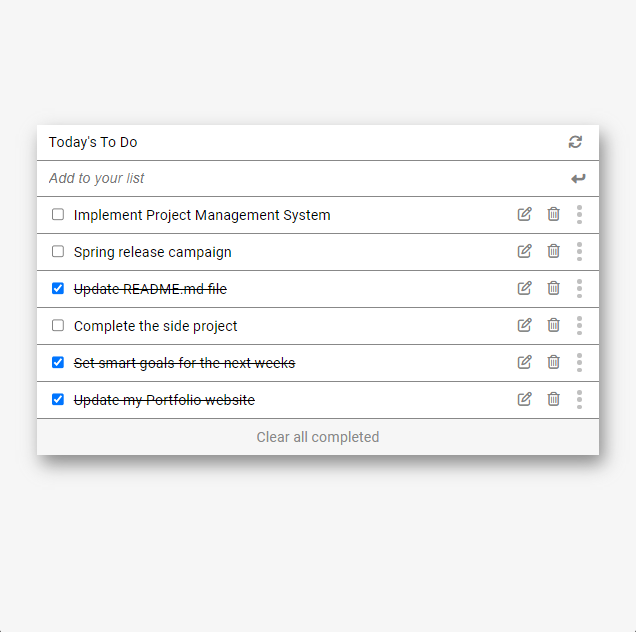 Today's To Do
Add to your list
Implement Project Management System
Spring release campaign
Update README.md file
Complete the side project
Set smart goals for the next weeks
Update my Portfolio website
Clear all completed